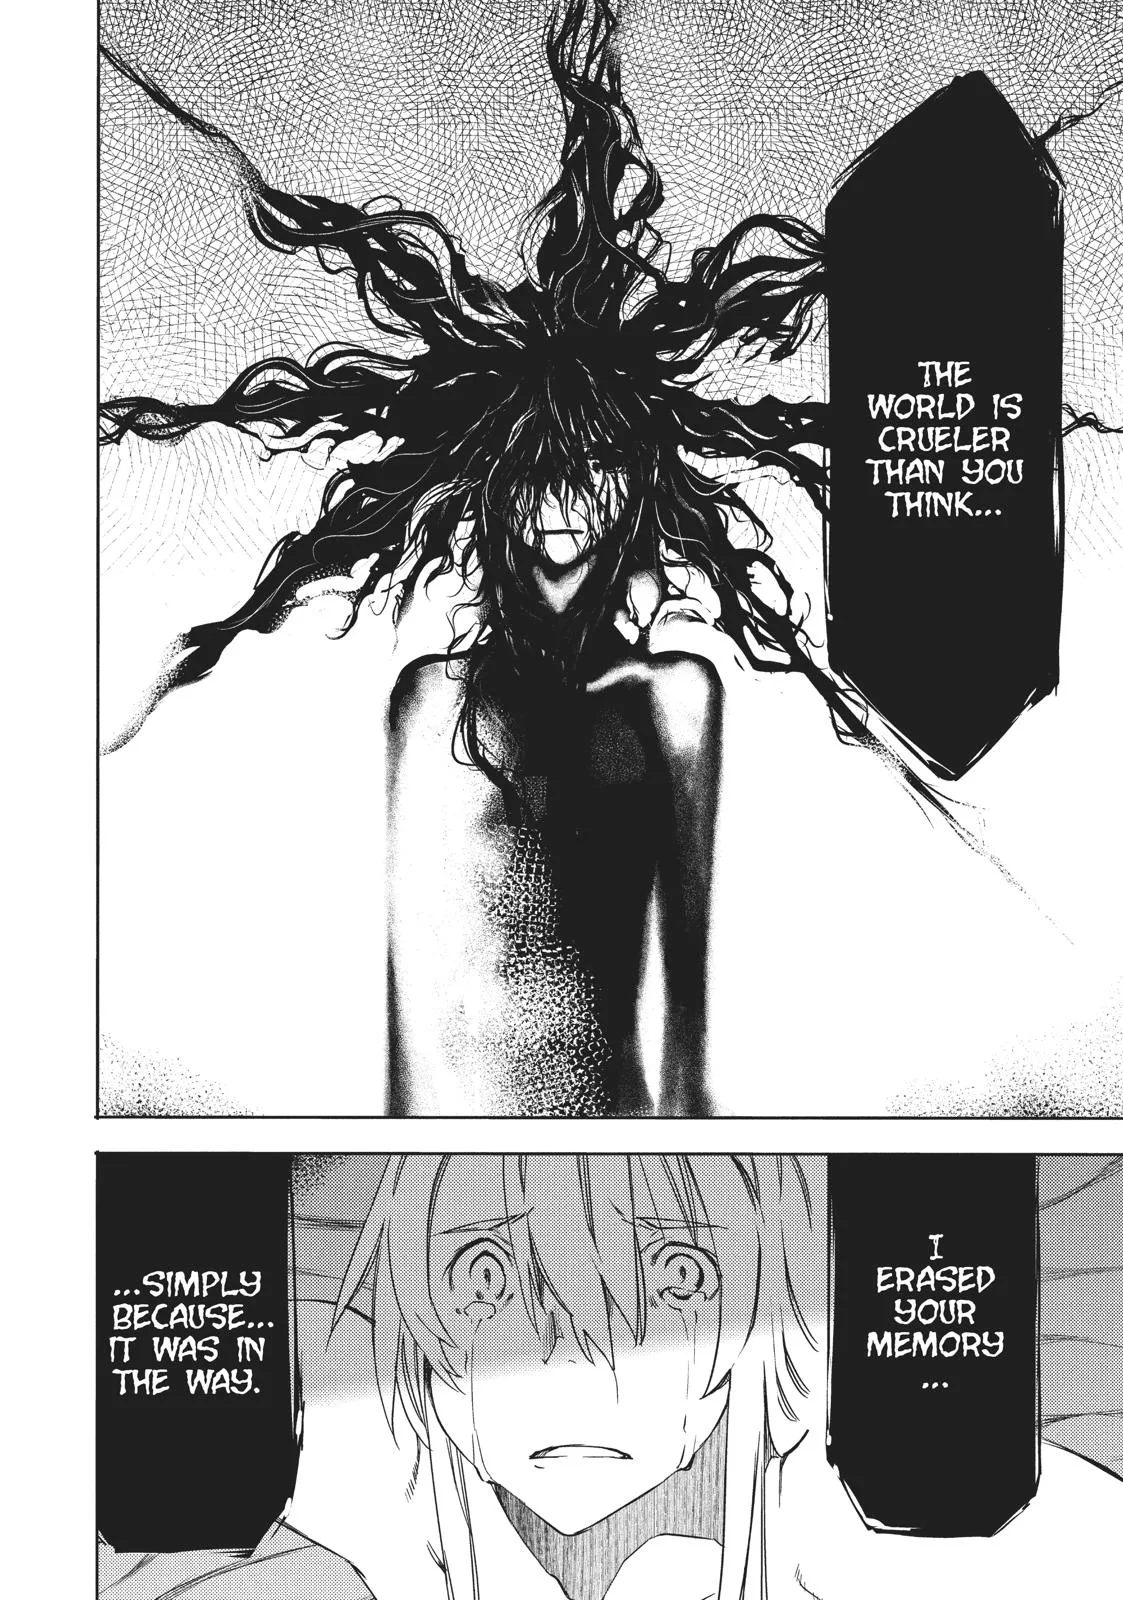 THE
WORLD IS
CRUELER
THAN YOU
THINK...
I
ERASED
YOUR
MEMORY
...
...SIMPLY
BECAUSE...
IT WAS IN
THE WAY.